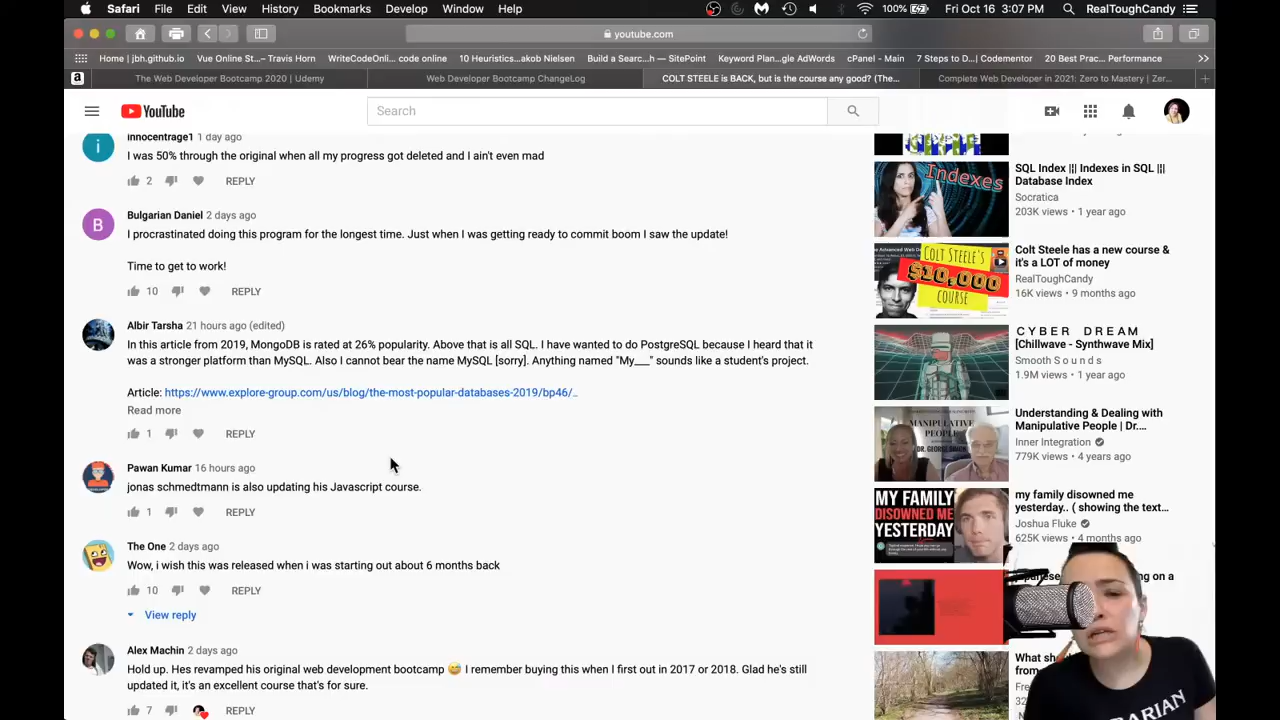 Safari File Edit View History Bookmarks Develop Window Help 100% Fri Oct 16 3:07 PM RealToughCandy
youtube.com
Home | jbh.github.io Vue Online St...– Travis Horn WriteCodeOnli... code online 10 Heuristics...akob Nielsen Build a Searc...h — SitePoint Keyword Plan...gle AdWords cPanel - Main 7 Steps to D...| Codementor 20 Best Prac... Performance
a The Web Developer Bootcamp 2020 | Udemy Web Developer Bootcamp ChangeLog COLT STEELE is BACK, but is the course any good? (The... Complete Web Developer in 2021: Zero to Mastery | Zer...
YouTube
Search
innocentrage1 1 day ago
I was 50% through the original when all my progress got deleted and I ain't even mad
2 REPLY
Bulgarian Daniel 2 days ago
I procrastinated doing this program for the longest time. Just when I was getting ready to commit boom I saw the update!
Time to get to work!
10 REPLY
Albir Tarsha 21 hours ago (edited)
In this article from 2019, MongoDB is rated at 26% popularity. Above that is all SQL. I have wanted to do PostgreSQL because I heard that it
was a stronger platform than MySQL. Also I cannot bear the name MySQL [sorry]. Anything named "My___" sounds like a student's project.
Article: https://www.explore-group.com/us/blog/the-most-popular-databases-2019/bp46/..
Read more
1 REPLY
Pawan Kumar 16 hours ago
jonas schmedtmann is also updating his Javascript course.
1 REPLY
The One 2 days ago
Wow, i wish this was released when i was starting out about 6 months back
10 REPLY
View reply
Alex Machin 2 days ago
Hold up. Hes revamped his original web development bootcamp 😅 I remember buying this when I first out in 2017 or 2018. Glad he's still
updated it, it's an excellent course that's for sure.
7 REPLY
Indexes
SQL Index |¦| Indexes in SQL |¦|
Database Index
Socratica
203K views • 1 year ago
COLT STEELE'S
$10,000
COURSE
Colt Steele has a new course &
it's a LOT of money
RealToughCandy
16K views • 9 months ago
C Y B E R D R E A M
[Chillwave - Synthwave Mix]
Smooth S o u n d s
1.9M views • 1 year ago
MANIPULATIVE
PEOPLE
Understanding & Dealing with
Manipulative People | Dr....
Inner Integration
779K views • 4 years ago
MY FAMILY
DISOWNED ME
YESTERDAY
my family disowned me
yesterday.. ( showing the text...
Joshua Fluke
625K views • 4 months ago
ng on a
What sho